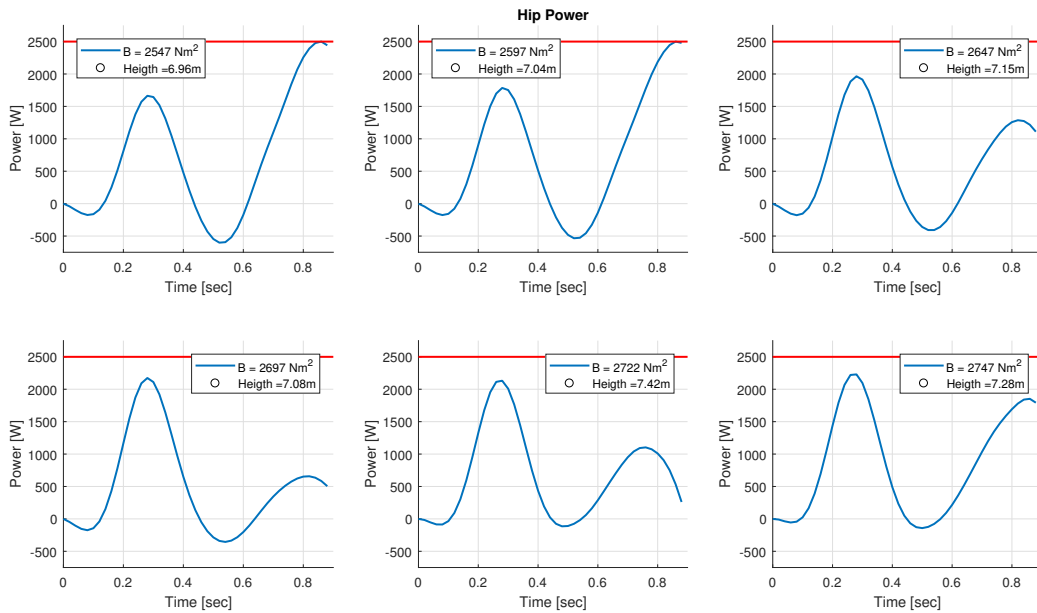 Hip Power
2500
2000
1500
1000
500
0
-500
Power [W]
B = 2547 Nm²
Heigth =6.96m
0 0.2 0.4 0.6 0.8
Time [sec]
2500
2000
1500
1000
500
0
-500
Power [W]
B = 2597 Nm²
Heigth =7.04m
0 0.2 0.4 0.6 0.8
Time [sec]
2500
2000
1500
1000
500
0
-500
Power [W]
B = 2647 Nm²
Heigth =7.15m
0 0.2 0.4 0.6 0.8
Time [sec]
2500
2000
1500
1000
500
0
-500
Power [W]
B = 2697 Nm²
Heigth =7.08m
0 0.2 0.4 0.6 0.8
Time [sec]
2500
2000
1500
1000
500
0
-500
Power [W]
B = 2722 Nm²
Heigth =7.42m
0 0.2 0.4 0.6 0.8
Time [sec]
2500
2000
1500
1000
500
0
-500
Power [W]
B = 2747 Nm²
Heigth =7.28m
0 0.2 0.4 0.6 0.8
Time [sec]